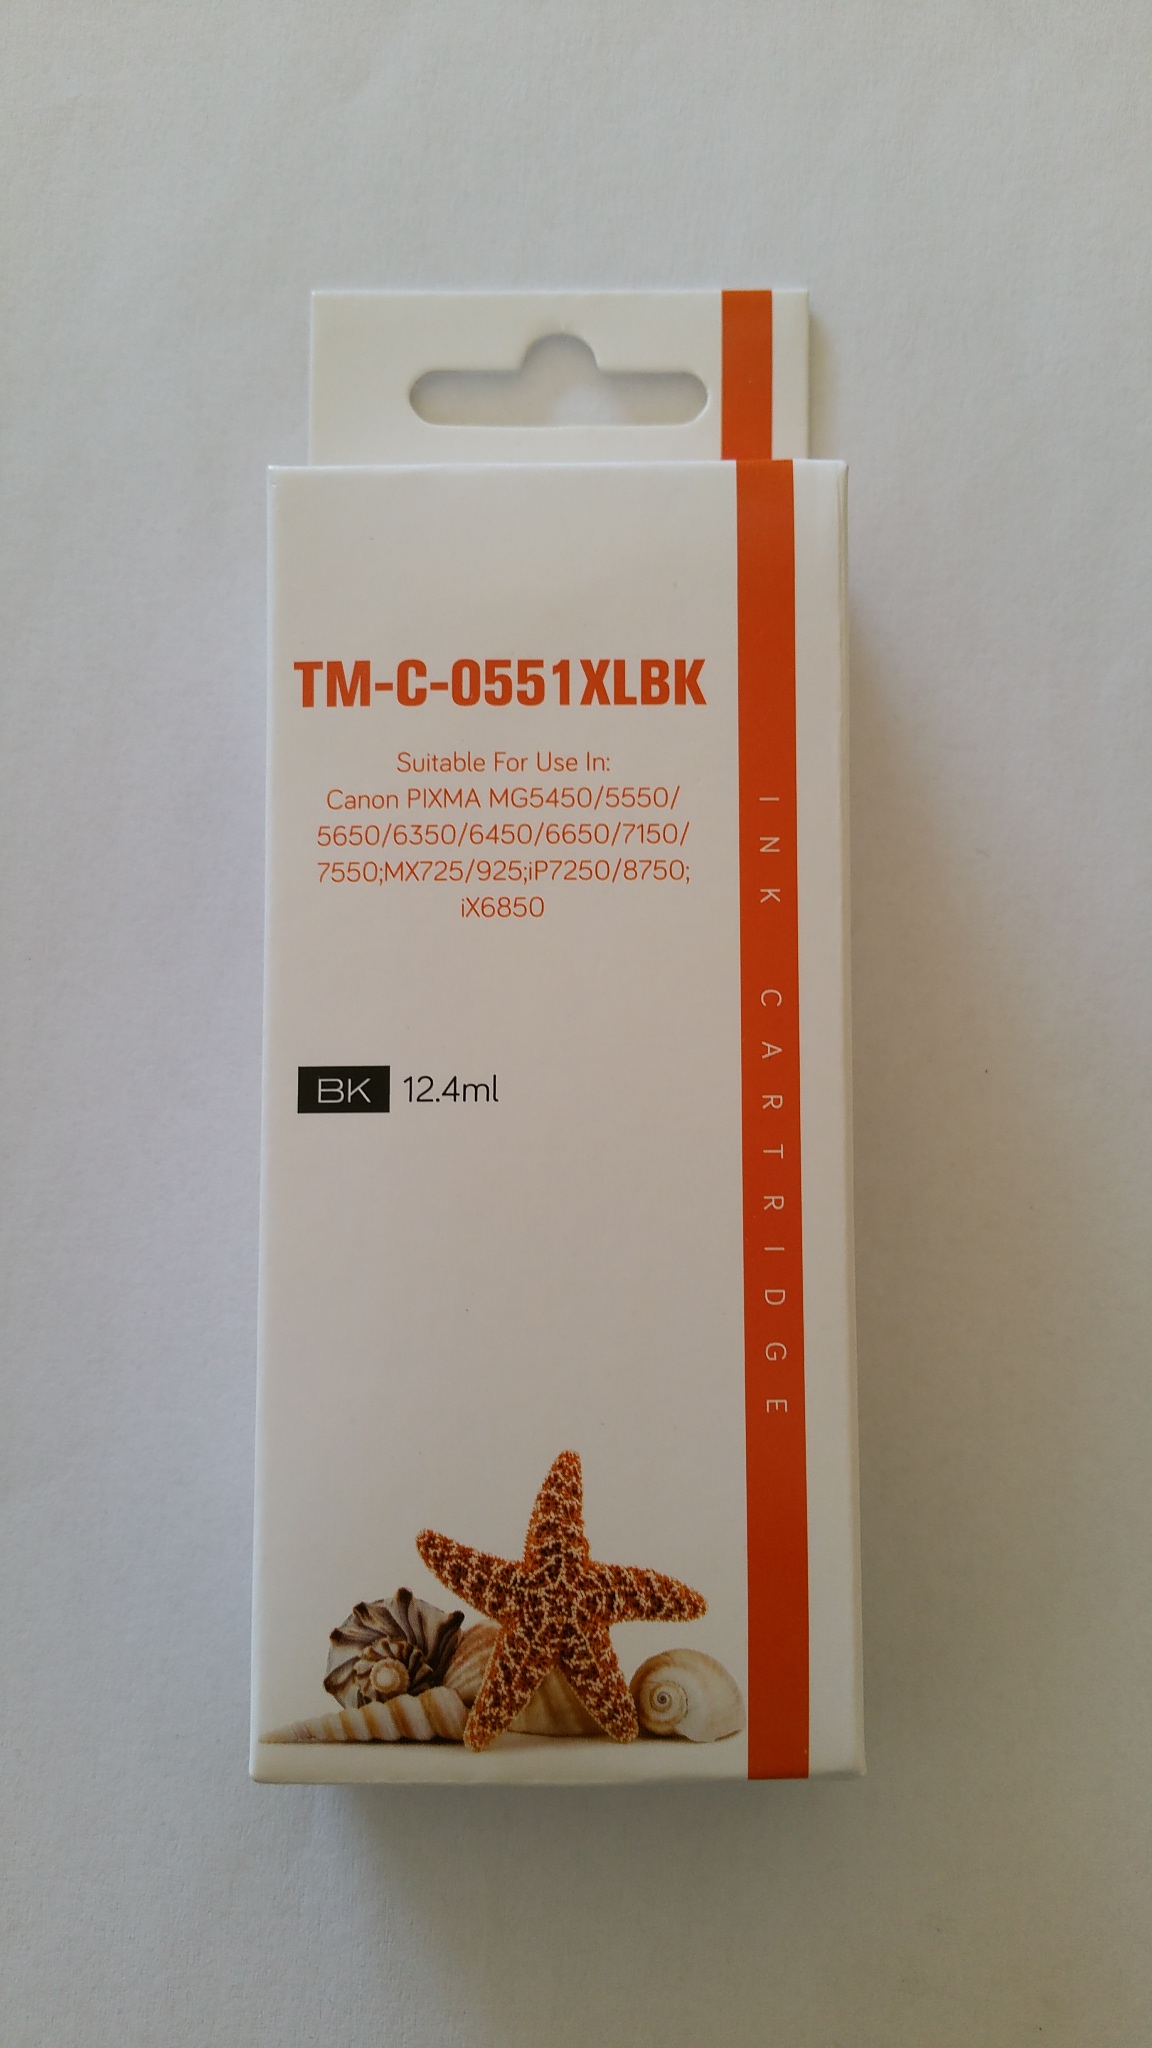 TM-C-0551XLBK
Suitable For Use In:
Canon PIXMA MG5450/5550/
5650/6350/6450/6650/7150/
7550;MX725/925;iP7250/8750;
iX6850
BK 12.4ml
INK CARTRIDGE